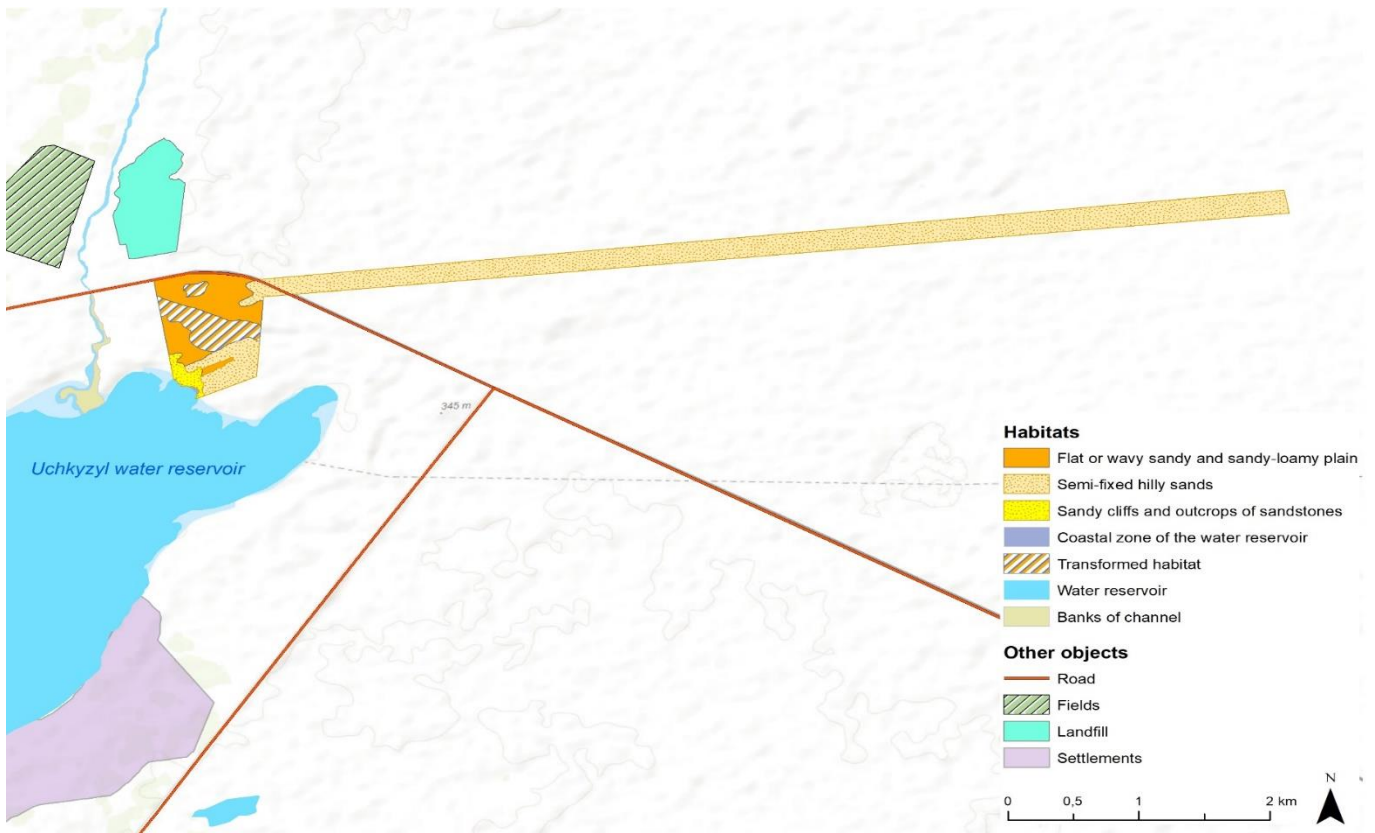 345 m
Uchkyzyl water reservoir
Habitats
Flat or wavy sandy and sandy-loamy plain
Semi-fixed hilly sands
Sandy cliffs and outcrops of sandstones
Coastal zone of the water reservoir
Transformed habitat
Water reservoir
Banks of channel
Other objects
Road
Fields
Landfill
Settlements
N
0 0,5 1 2 km